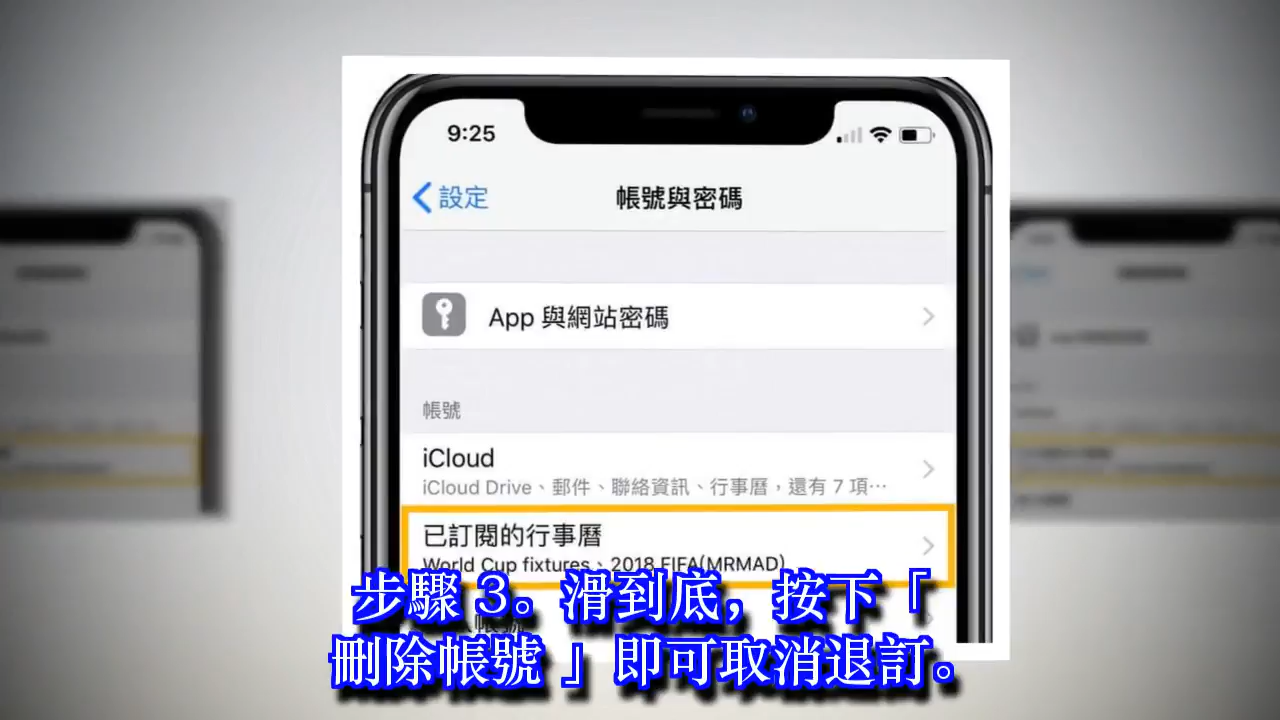 9:25
設定
帳號與密碼
App 與網站密碼
帳號
iCloud
iCloud Drive、郵件、聯絡資訊、行事曆，還有 7 項…
已訂閱的行事曆
World Cup fixtures、2018 FIFA(MRMAD)
步驟 3。滑到底，按下「
刪除帳號 」即可取消退訂。